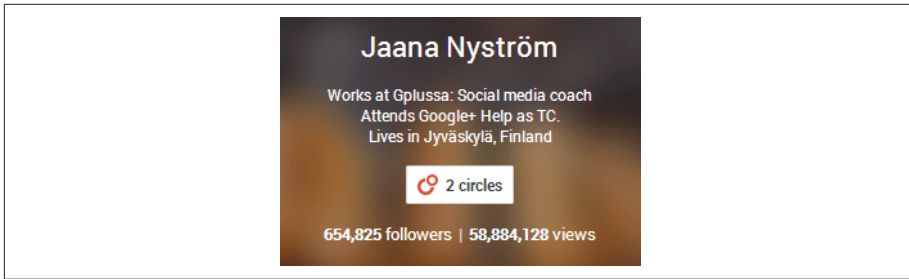 Jaana Nyström
Works at Gplussa: Social media coach
Attends Google+ Help as TC.
Lives in Jyväskylä, Finland
2 circles
654,825 followers | 58,884,128 views